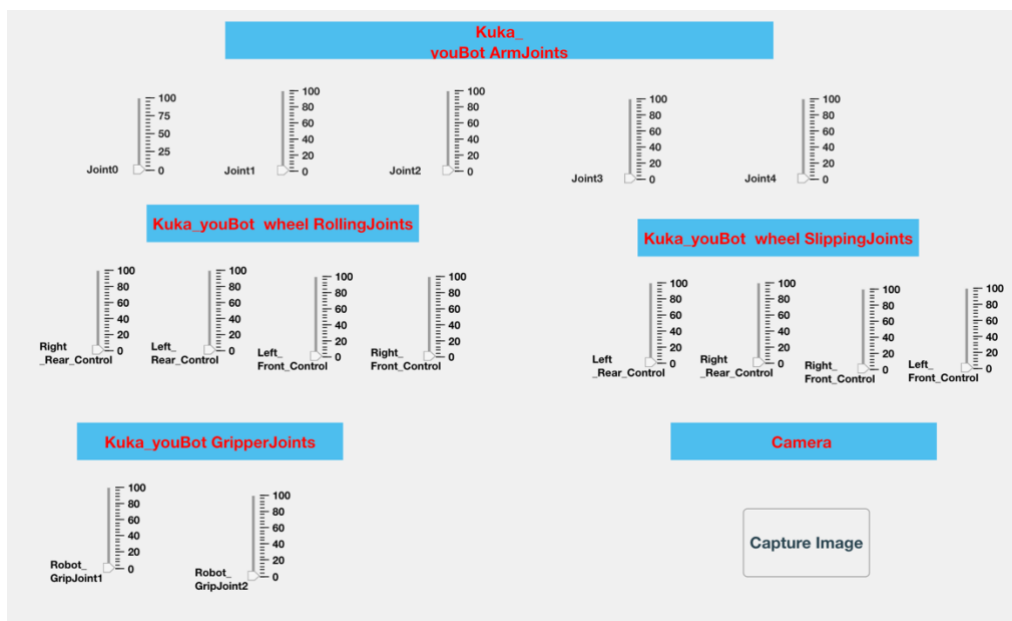 Kuka_
youBot ArmJoints
100
75
50
25
0
Joint0
100
80
60
40
20
0
Joint1
100
80
60
40
20
0
Joint2
100
80
60
40
20
0
Joint3
100
80
60
40
20
0
Joint4
Kuka_youBot  wheel RollingJoints
100
80
60
40
20
0
Right
_Rear_Control
100
80
60
40
20
0
Left_
Rear_Control
100
80
60
40
20
0
Left_
Front_Control
100
80
60
40
20
0
Right_
Front_Control
Kuka_youBot  wheel SlippingJoints
100
80
60
40
20
0
Left
_Rear_Control
100
80
60
40
20
0
Right
_Rear_Control
100
80
60
40
20
0
Right_
Front_Control
100
80
60
40
20
0
Left_
Front_Control
Kuka_youBot GripperJoints
100
80
60
40
20
0
Robot_
GripJoint1
100
80
60
40
20
0
Robot_
GripJoint2
Camera
Capture Image